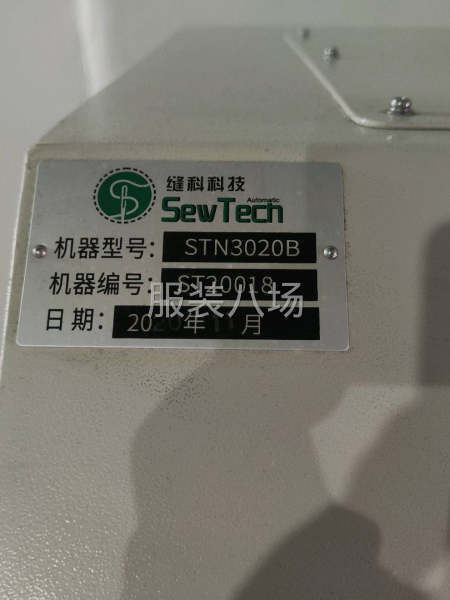 缝科科技
Automatic
SewTech
机器型号： STN3020B
机器编号： ST20018
服装八场
日期： 2020年11月